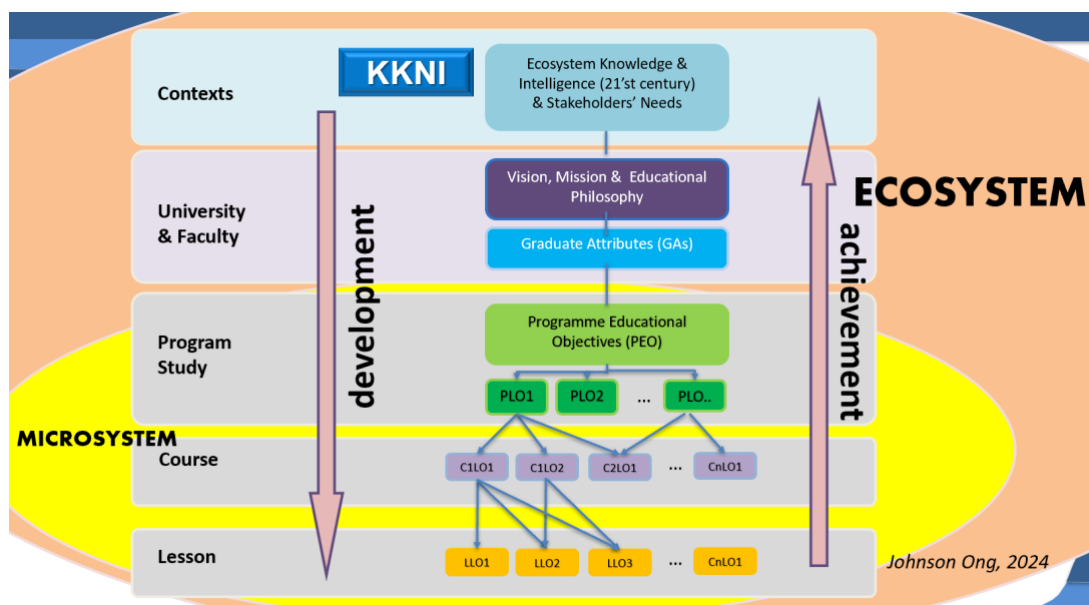 KKNI
Contexts
Ecosystem Knowledge &
Intelligence (21'st century)
& Stakeholders' Needs
University
& Faculty
Vision, Mission & Educational
Philosophy
Graduate Attributes (GAs)
ECOSYSTEM
development
achievement
Program
Study
Programme Educational
Objectives (PEO)
PLO1
PLO2
...
PLO..
MICROSYSTEM
Course
C1LO1
C1LO2
C2LO1
...
CnLO1
Lesson
LLO1
LLO2
LLO3
...
CnLO1
Johnson Ong, 2024